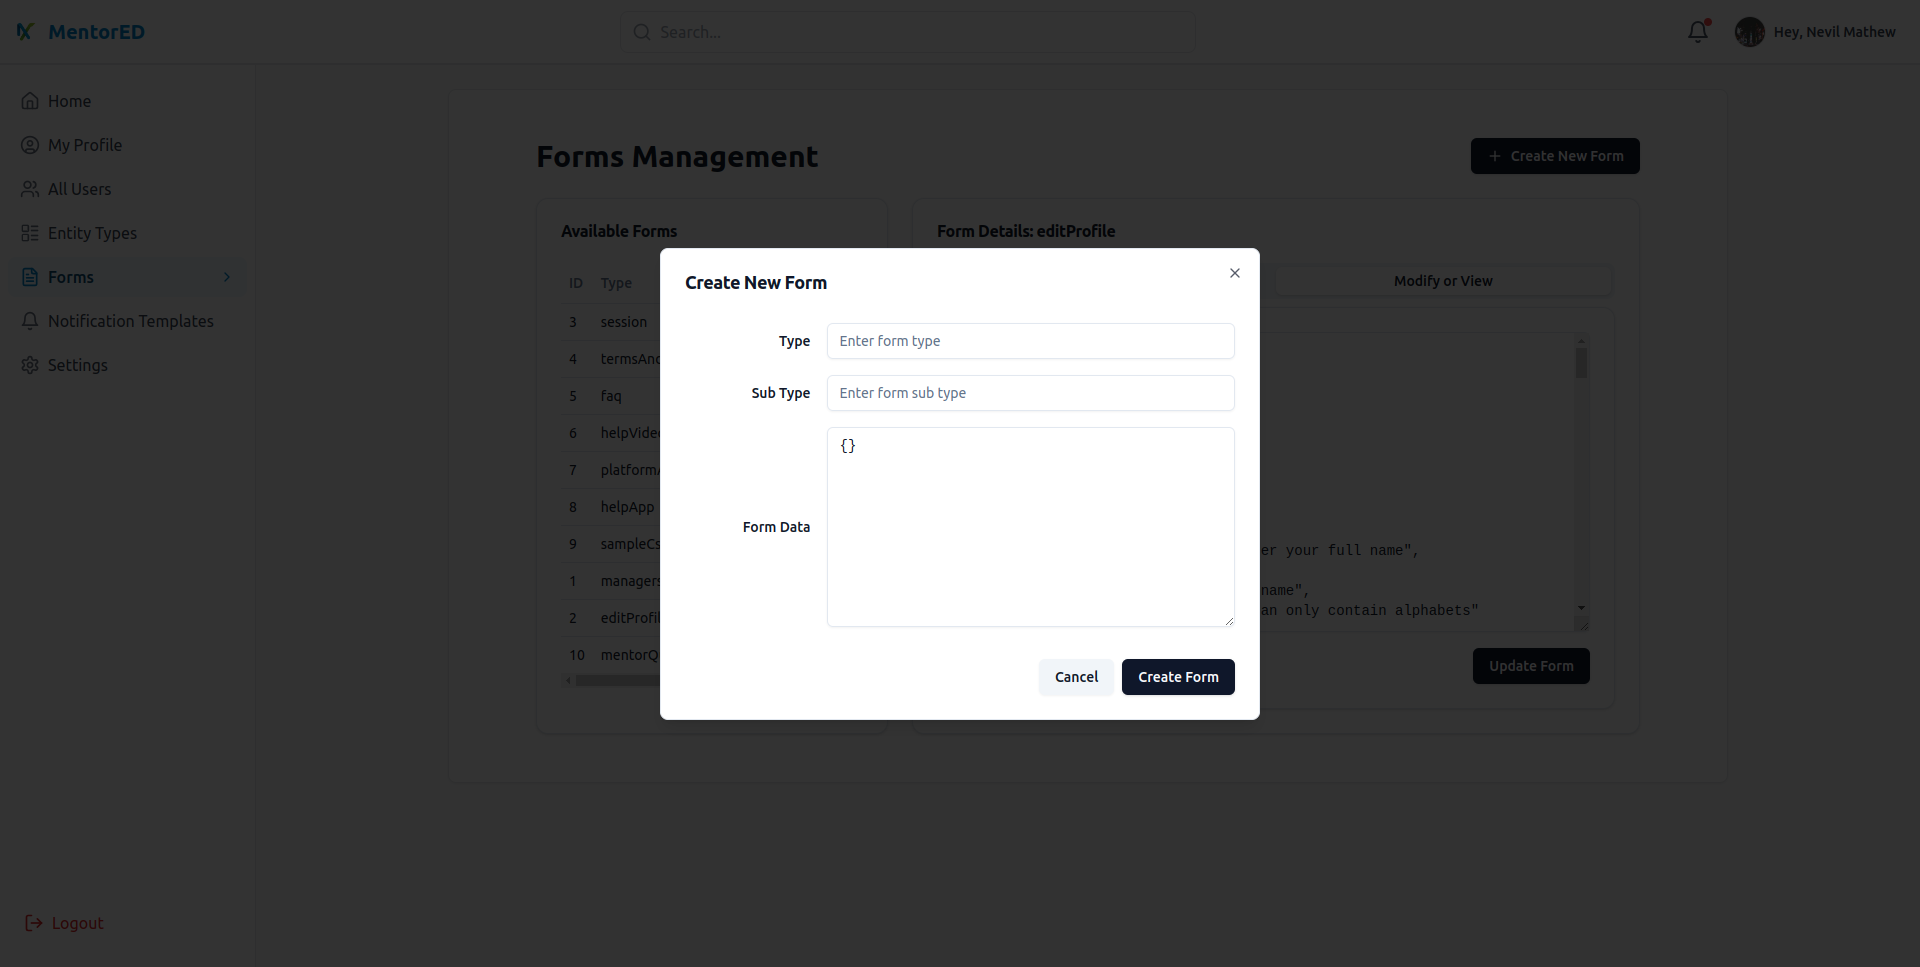 MentorED
Search...
Hey, Nevil Mathew
Home
My Profile
All Users
Entity Types
Forms
Notification Templates
Settings
Logout
Forms Management
Create New Form
Available Forms
ID Type
3 session
4 termsAnd
5 faq
6 helpVide
7 platform
8 helpApp
9 sampleCs
1 managers
2 editProfil
10 mentorQ
Form Details: editProfile
Modify or View
er your full name",
name",
an only contain alphabets"
Update Form
Create New Form
Type
Enter form type
Sub Type
Enter form sub type
Form Data
{}
Cancel
Create Form